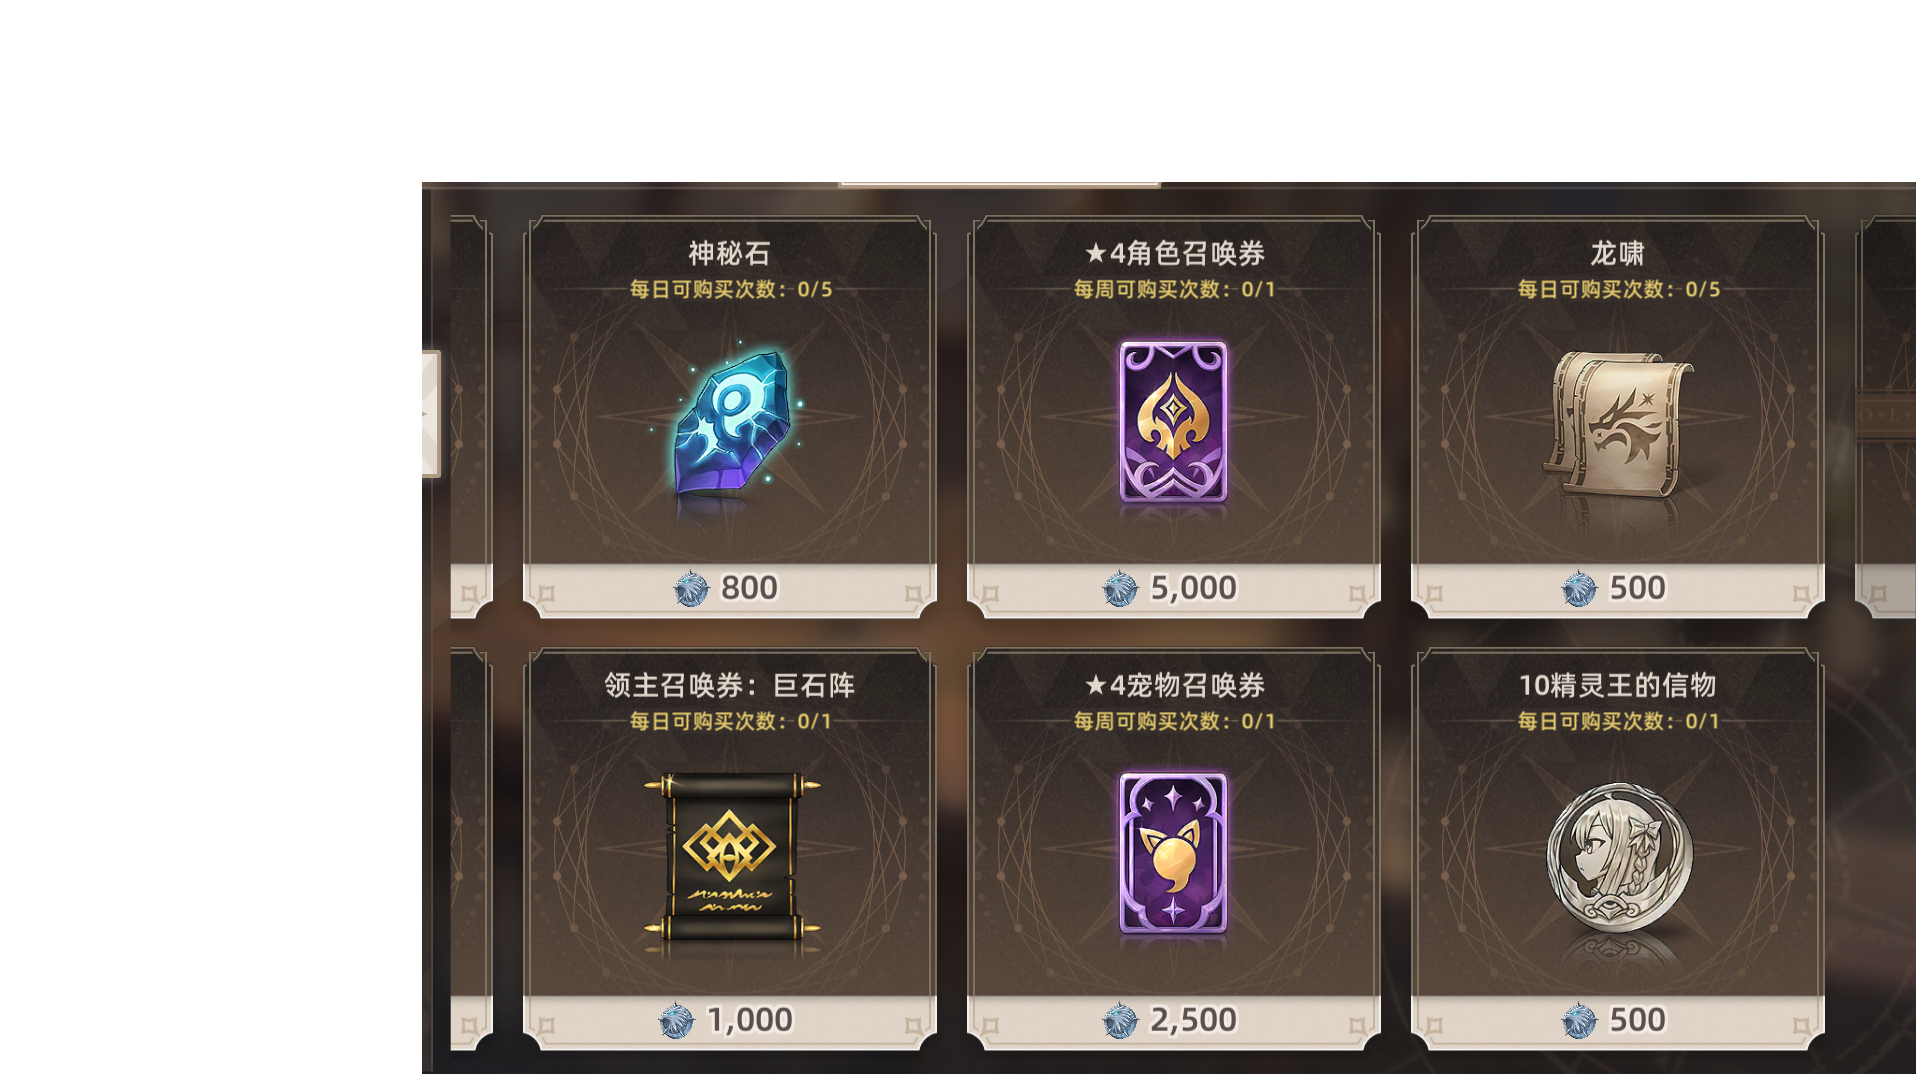 神秘石
每日可购买次数：0/5
800
★4角色召唤券
每周可购买次数：0/1
5,000
龙啸
每日可购买次数：0/5
500
领主召唤券：巨石阵
每日可购买次数：0/1
1,000
★4宠物召唤券
每周可购买次数：0/1
2,500
10精灵王的信物
每日可购买次数：0/1
500